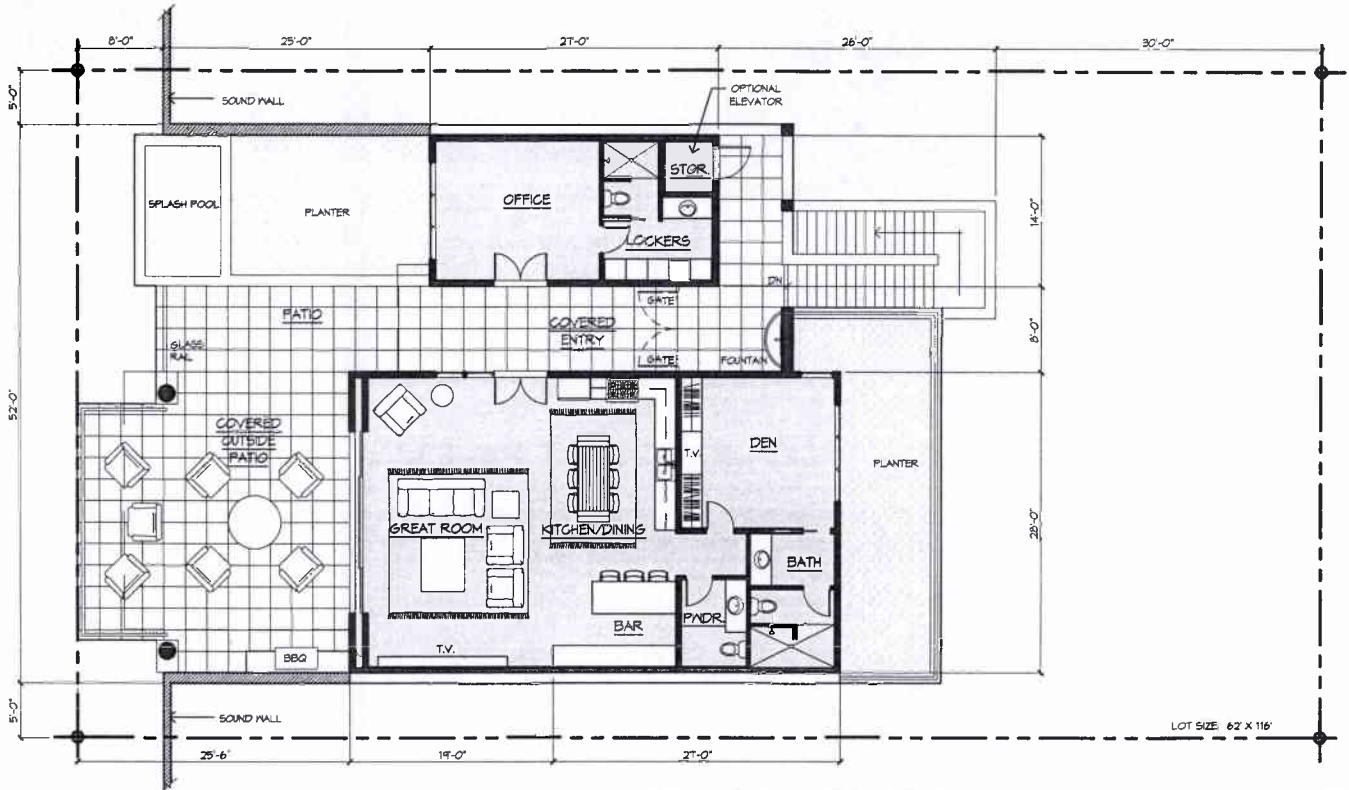 8'-0"
25'-0"
27'-0"
26'-0"
30'-0"
5'-0"
SOUND WALL
OPTIONAL
ELEVATOR
STOR.
OFFICE
SPLASH POOL
PLANTER
LOCKERS
14'-0"
DN
GATE
PATIO
COVERED
ENTRY
GLASS
RAIL
GATE
FOUNTAIN
8'-0"
52'-0"
COVERED
OUTSIDE
PATIO
T.V.
DEN
PLANTER
GREAT ROOM
KITCHEN/DINING
28'-0"
BATH
BAR
PWDR.
T.V.
BBQ
5'-0"
SOUND WALL
LOT SIZE: 62' X 116'
25'-6"
19'-0"
27'-0"